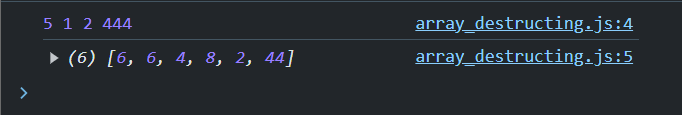 5 1 2 444 array_destructing.js:4
▶ (6) [6, 6, 4, 8, 2, 44] array_destructing.js:5
>